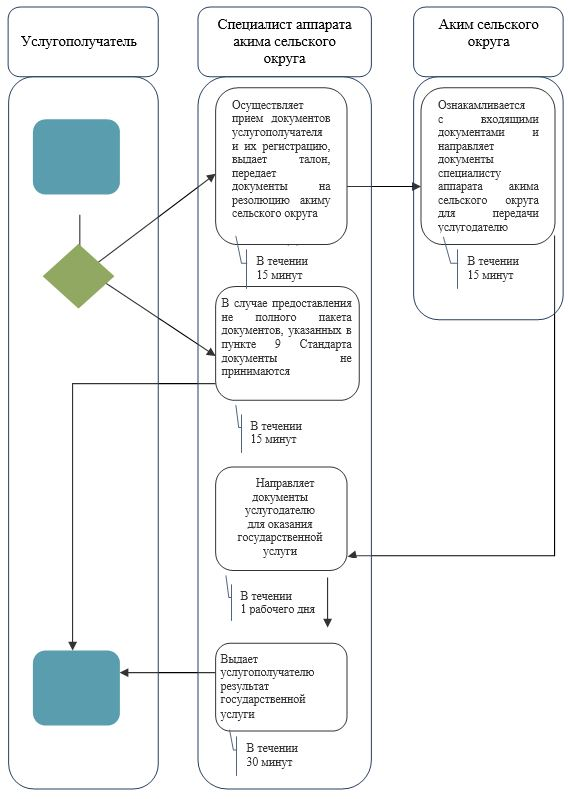 Услугополучатель
Специалист аппарата
акима сельского
округа
Аким сельского
округа
Осуществляет
прием документов
услугополучателя
и их регистрацию,
выдает талон,
передает
документы на
резолюцию акиму
сельского округа
Ознакамливается
с входящими
документами и
направляет
документы
специалисту
аппарата акима
сельского округа
для передачи
услугодателю
В течении
15 минут
В течении
15 минут
В случае предоставления
не полного пакета
документов, указанных в
пункте 9 Стандарта
документы не
принимаются
В течении
15 минут
Направляет
документы
услугодателю
для оказания
государственной
услуги
В течении
1 рабочего дня
Выдает
услугополучателю
результат
государственной
услуги
В течении
30 минут